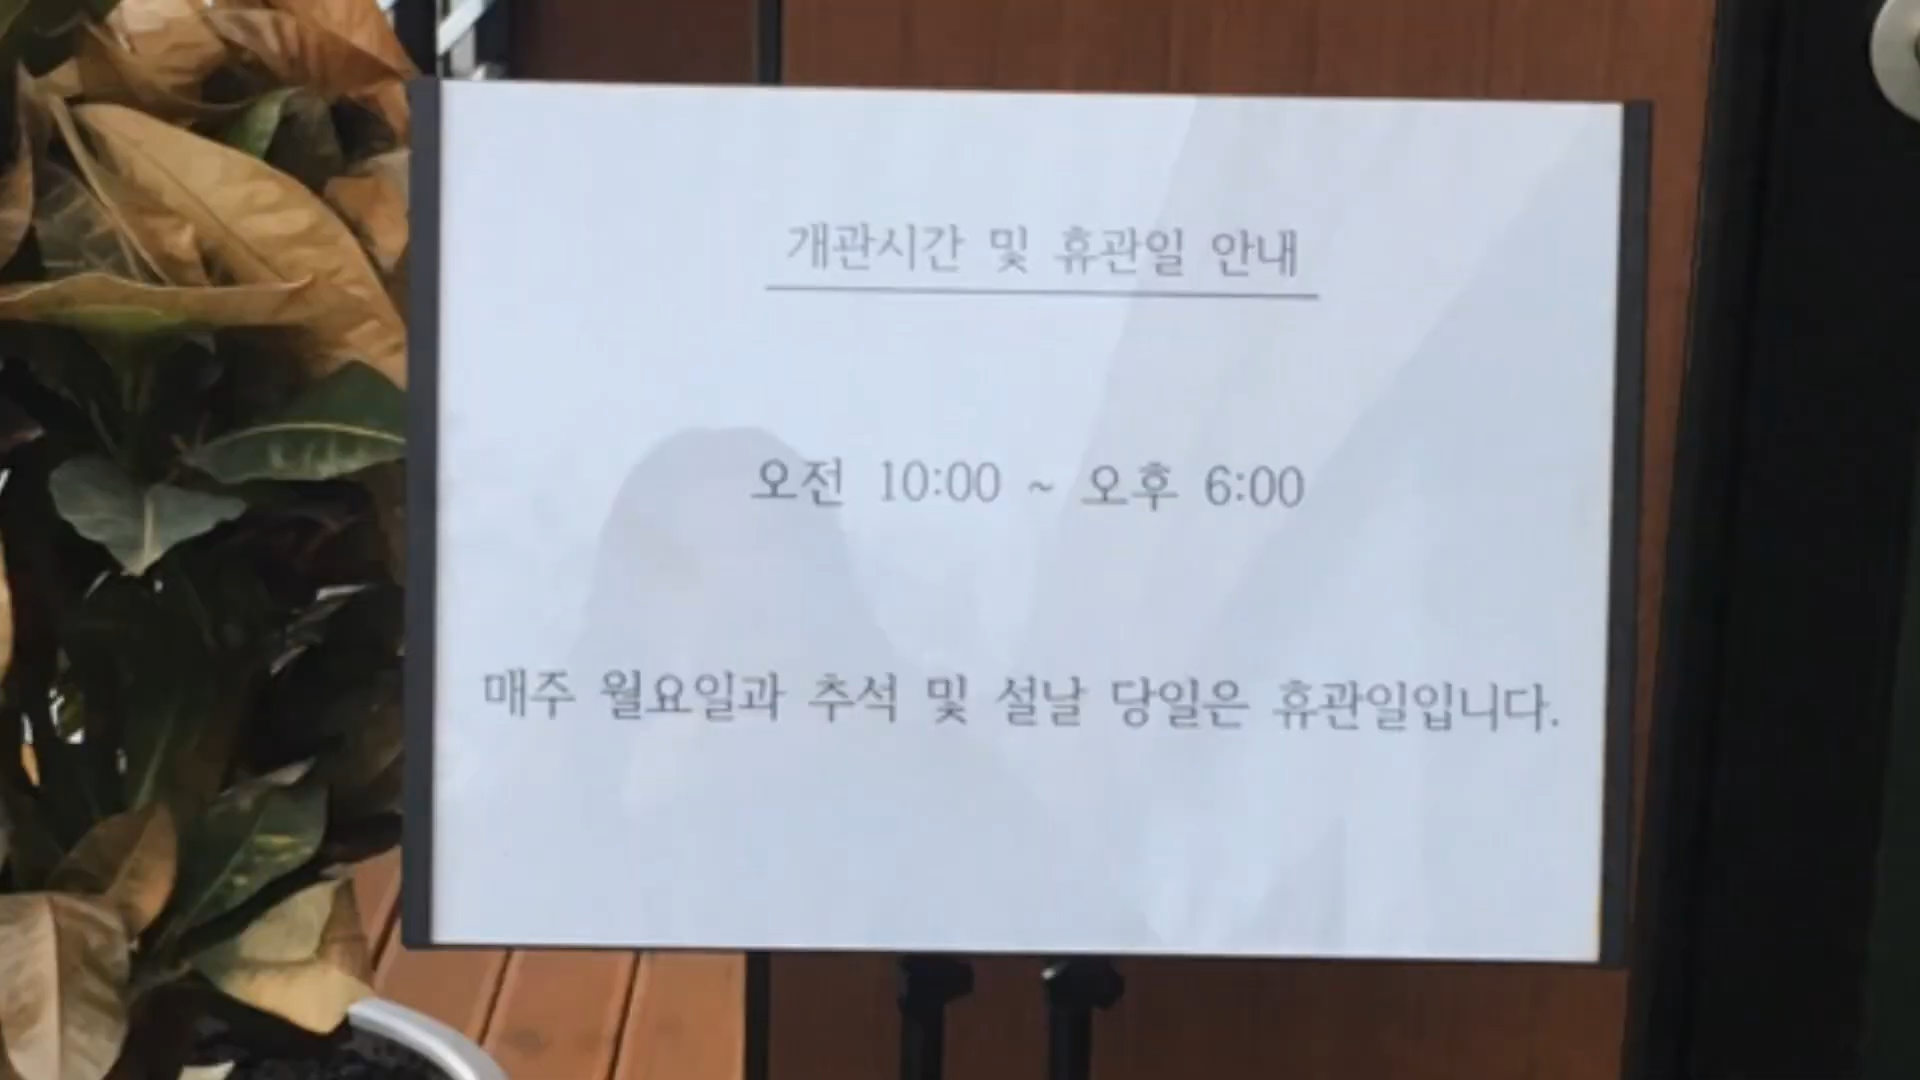 개관시간 및 휴관일 안내
오전 10:00 ~ 오후 6:00
매주 월요일과 추석 및 설날 당일은 휴관일입니다.